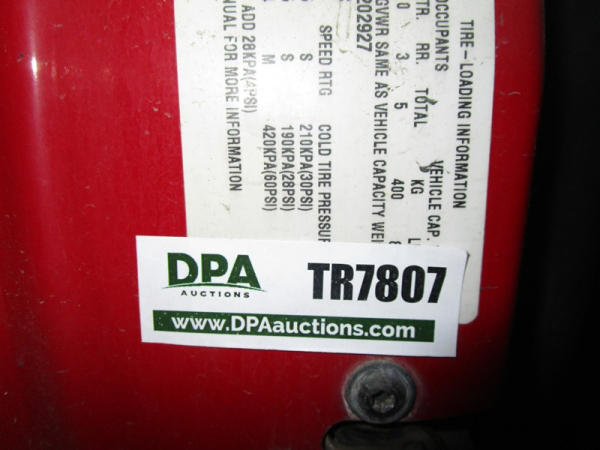 TIRE-LOADING INFORMATION
OCCUPANTS VEHICLE CAP.
TR. RR. TOTAL KG
0 3 5 400
GVWR SAME AS VEHICLE CAPACITY
202927
SPEED RTG COLD TIRE PRESSUR
S 210KPA(30PSI)
S 190KPA(28PSI)
M 420KPA(60PSI)
ADD 28KPA(4PSI)
NUAL FOR MORE INFORMATION
DPA
AUCTIONS
TR7807
www.DPAauctions.com